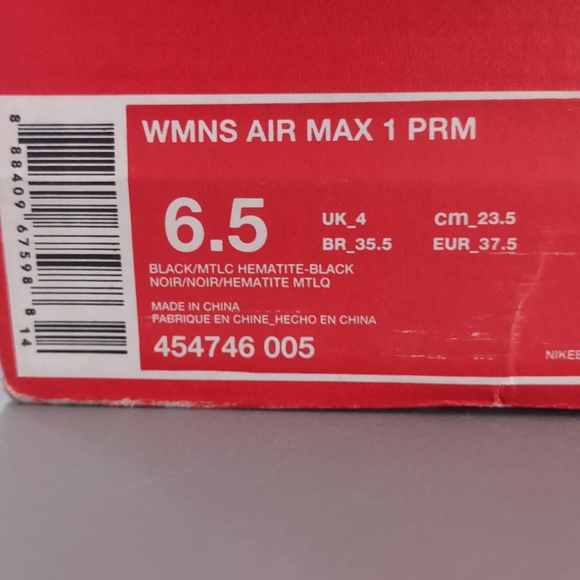 WMNS AIR MAX 1 PRM
6.5
UK_4 cm_23.5
BR_35.5 EUR_37.5
BLACK/MTLC HEMATITE-BLACK
NOIR/NOIR/HEMATITE MTLQ
MADE IN CHINA
FABRIQUE EN CHINE_HECHO EN CHINA
454746 005
8 88409 67598 8 14